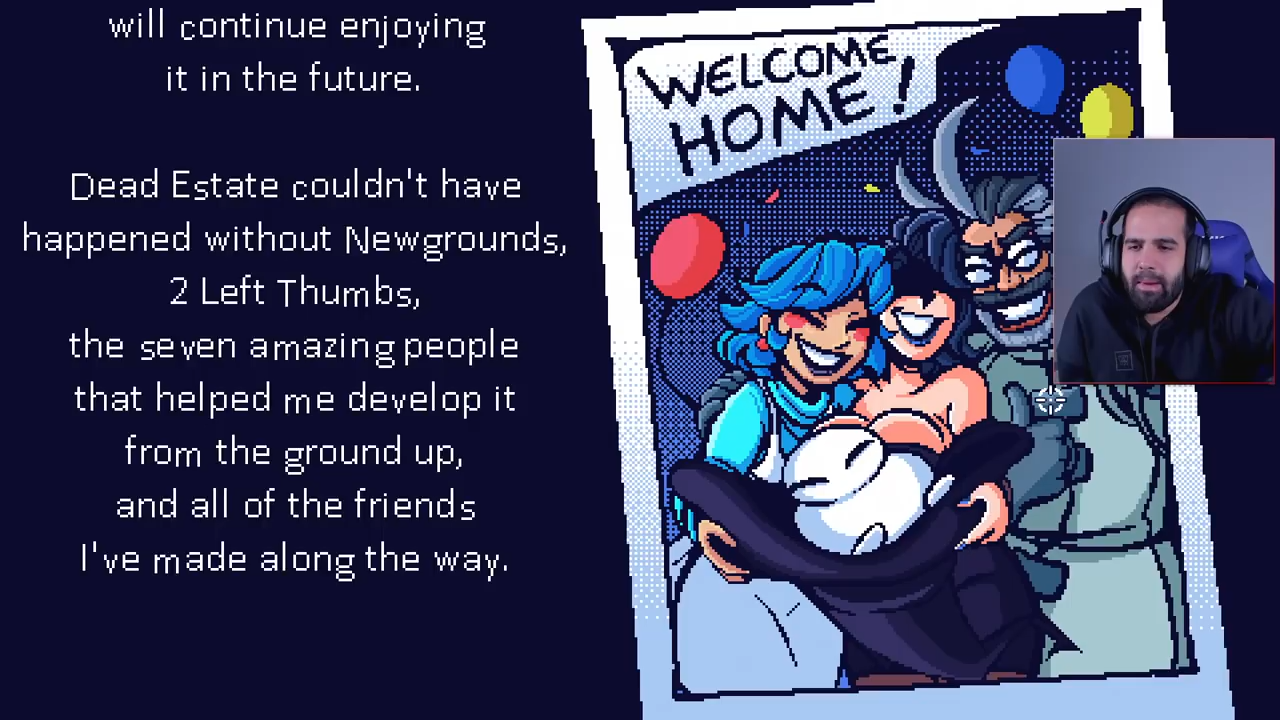 will continue enjoying
it in the future.
Dead Estate couldn't have
happened without Newgrounds,
2 Left Thumbs,
the seven amazing people
that helped me develop it
from the ground up,
and all of the friends
I've made along the way.
WELCOME
HOME!